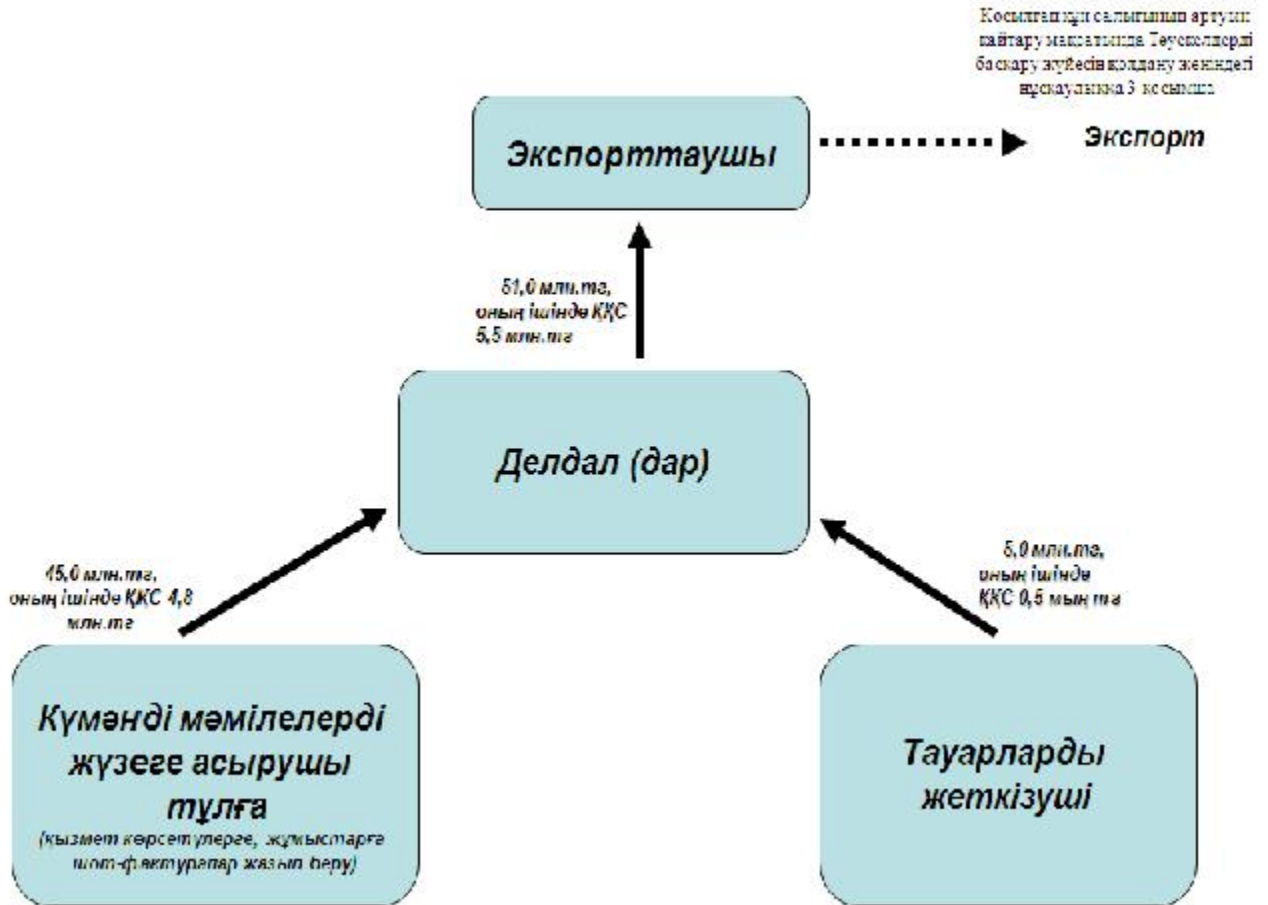 Қосылған құн салығының артуын
қайтару мақсатында Тәуекелдерді
басқару жүйесін қолдану жөніндегі
нұсқаулыққа 3-қосымша
Экспорттаушы
Экспорт
51,0 млн.тг,
оның ішінде ҚҚС
5,5 млн.тг
Делдал (дар)
45,0 млн.тг,
оның ішінде ҚҚС 4,8
млн.тг
5,0 млн.тг,
оның ішінде
ҚҚС 0,5 мың тг
Күмәнді мәмілелерді
жүзеге асырушы
тұлға
(қызмет көрсетулерге, жұмыстарға
шот-фактуралар жазып беру)
Тауарларды
жеткізуші